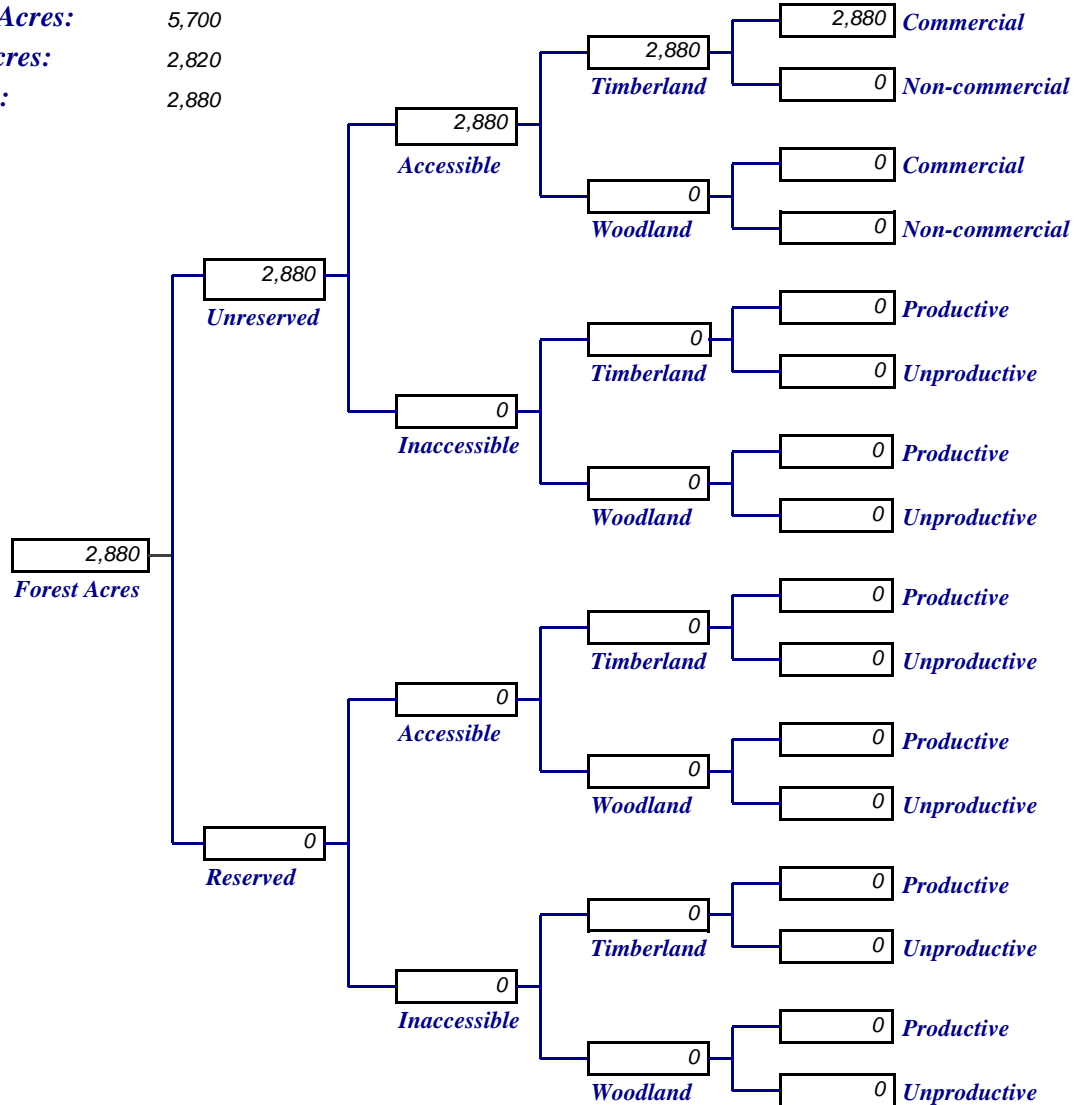 Acres: 5,700
cres: 2,820
: 2,880
2,880 Commercial
2,880
Timberland
0 Non-commercial
2,880
Accessible
0 Commercial
0
Woodland
0 Non-commercial
2,880
Unreserved
0 Productive
0
Timberland
0 Unproductive
0
Inaccessible
0 Productive
0
Woodland
0 Unproductive
2,880
Forest Acres
0 Productive
0
Timberland
0 Unproductive
0
Accessible
0 Productive
0
Woodland
0 Unproductive
0
Reserved
0 Productive
0
Timberland
0 Unproductive
0
Inaccessible
0 Productive
0
Woodland
0 Unproductive